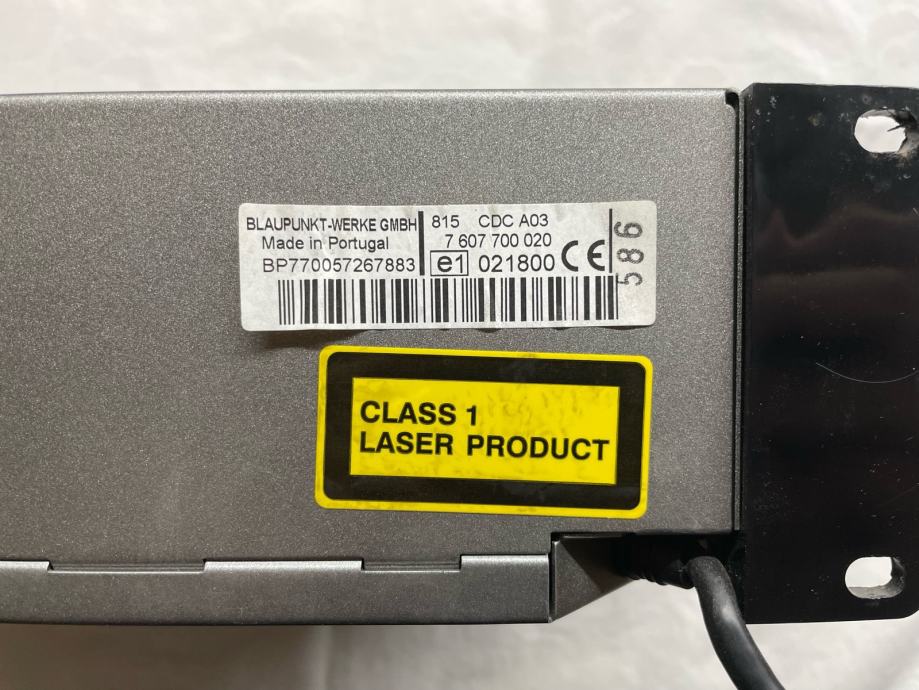 BLAUPUNKT-WERKE GMBH
Made in Portugal
BP770057267883
815 CDC A03
7 607 700 020
e1 021800 CE
586
CLASS 1
LASER PRODUCT